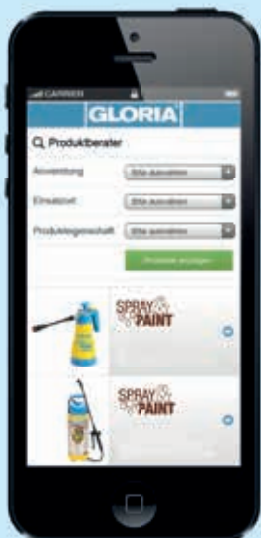 CARRIER
GLORIA
Produktberater
Anwendung Bitte auswählen
Einsatzort Bitte auswählen
Produkteigenschaft Bitte auswählen
Produkte anzeigen
SPRAY
PAINT
SPRAY
PAINT